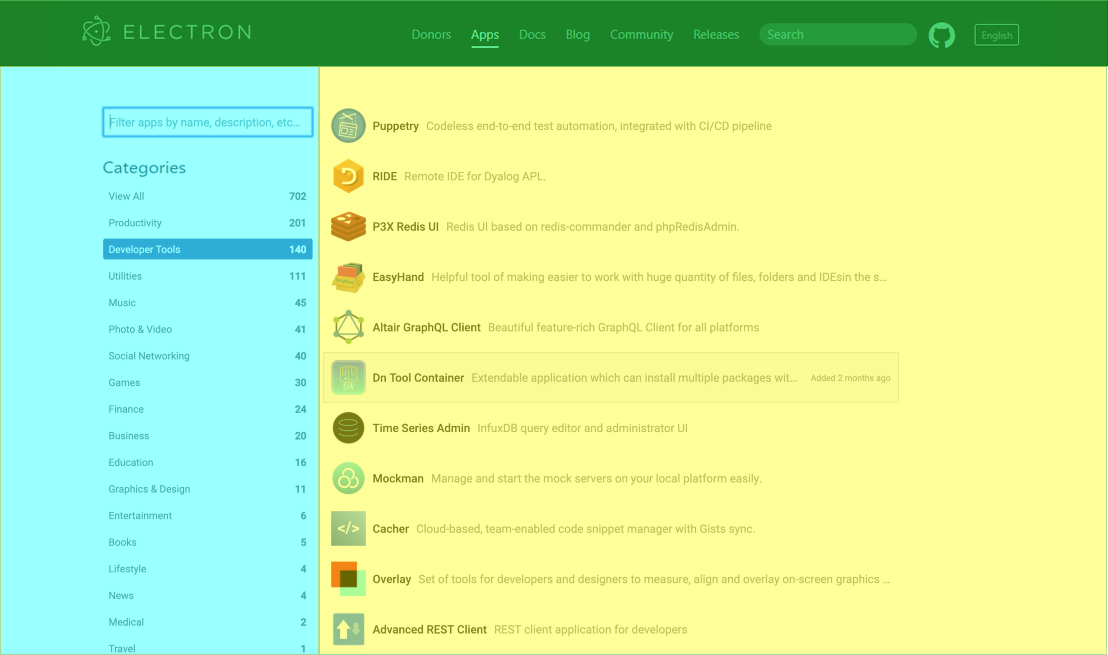 ELECTRON
Donors Apps Docs Blog Community Releases Search English
Filter apps by name, description, etc...
Categories
View All 702
Productivity 201
Developer Tools 140
Utilities 111
Music 45
Photo & Video 41
Social Networking 40
Games 30
Finance 24
Business 20
Education 16
Graphics & Design 11
Entertainment 6
Books 5
Lifestyle 4
News 4
Medical 2
Travel 1
Puppetry Codeless end-to-end test automation, integrated with CI/CD pipeline
RIDE Remote IDE for Dyalog APL.
P3X Redis UI Redis UI based on redis-commander and phpRedisAdmin.
EasyHand Helpful tool of making easier to work with huge quantity of files, folders and IDEsin the s...
Altair GraphQL Client Beautiful feature-rich GraphQL Client for all platforms
Dn Tool Container Extendable application which can install multiple packages wit... Added 2 months ago
Time Series Admin InfuxDB query editor and administrator UI
Mockman Manage and start the mock servers on your local platform easily.
</>
Cacher Cloud-based, team-enabled code snippet manager with Gists sync.
Overlay Set of tools for developers and designers to measure, align and overlay on-screen graphics ...
Advanced REST Client REST client application for developers